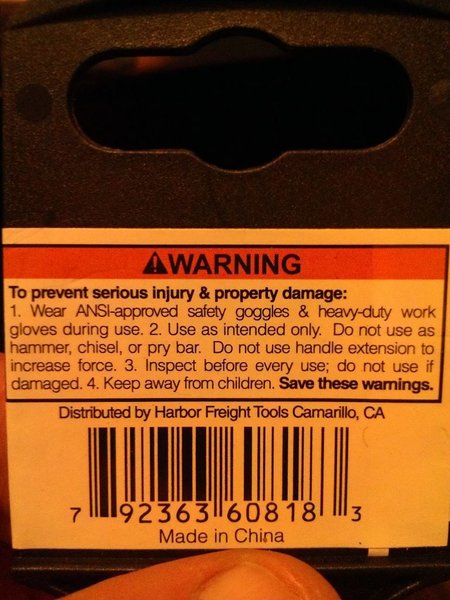 ⚠WARNING
To prevent serious injury & property damage:
1. Wear ANSI-approved safety goggles & heavy-duty work
gloves during use. 2. Use as intended only. Do not use as
hammer, chisel, or pry bar. Do not use handle extension to
increase force. 3. Inspect before every use; do not use if
damaged. 4. Keep away from children. Save these warnings.
Distributed by Harbor Freight Tools Camarillo, CA
7 92363 60818 3
Made in China